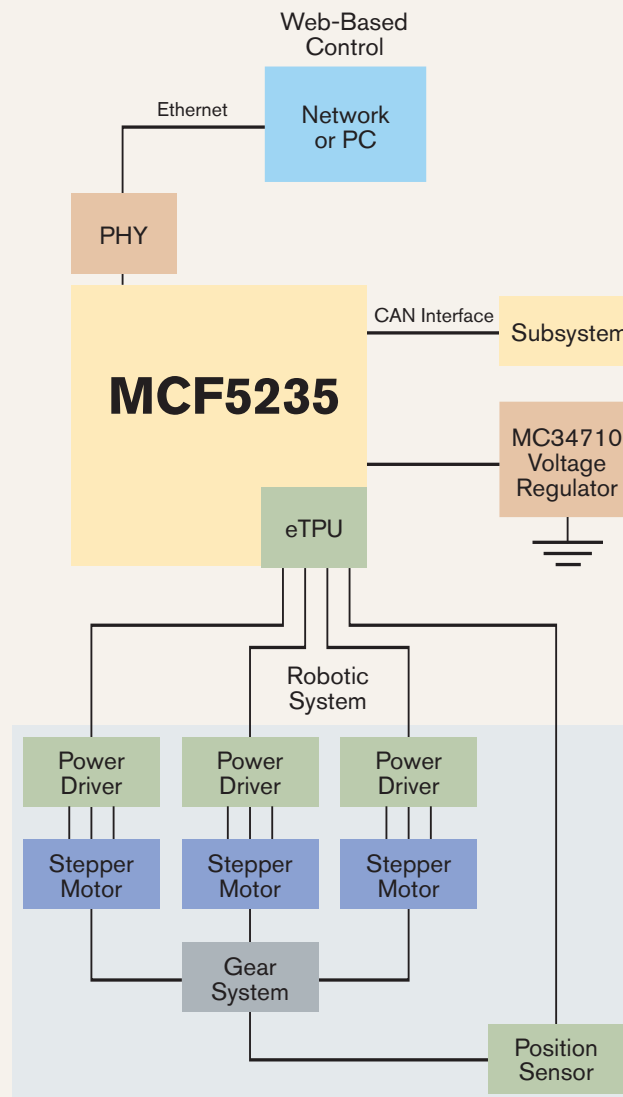 Web-Based
Control
Ethernet
Network
or PC
PHY
CAN Interface
Subsystem
MCF5235
MC34710
Voltage
Regulator
eTPU
Robotic
System
Power
Driver
Power
Driver
Power
Driver
Stepper
Motor
Stepper
Motor
Stepper
Motor
Gear
System
Position
Sensor